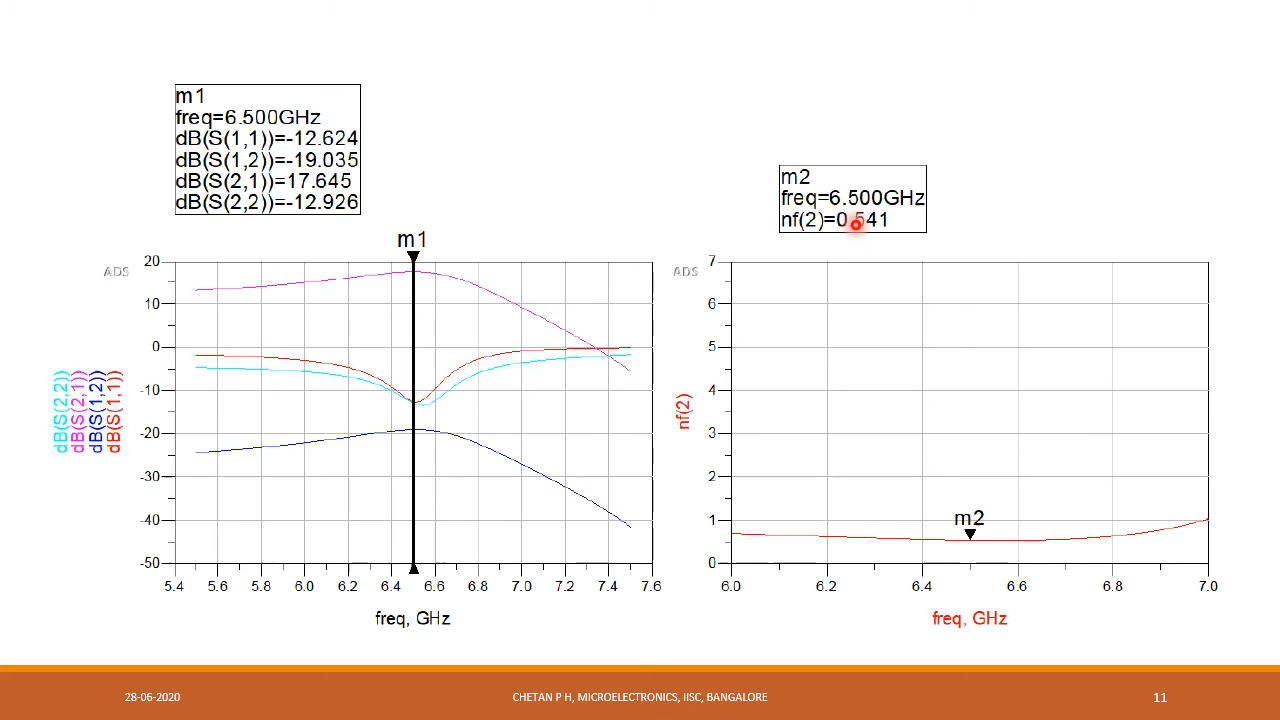 m1
freq=6.500GHz
dB(S(1,1))=-12.624
dB(S(1,2))=-19.035
dB(S(2,1))=17.645
dB(S(2,2))=-12.926
m2
freq=6.500GHz
nf(2)=0.541
m1
ADS
20
10
0
-10
-20
-30
-40
-50
dB(S(2,2))
dB(S(2,1))
dB(S(1,2))
dB(S(1,1))
5.4 5.6 5.8 6.0 6.2 6.4 6.6 6.8 7.0 7.2 7.4 7.6
freq, GHz
ADS
7
6
5
4
3
2
1
0
nf(2)
m2
6.0 6.2 6.4 6.6 6.8 7.0
freq, GHz
28-06-2020
CHETAN P H, MICROELECTRONICS, IISC, BANGALORE
11